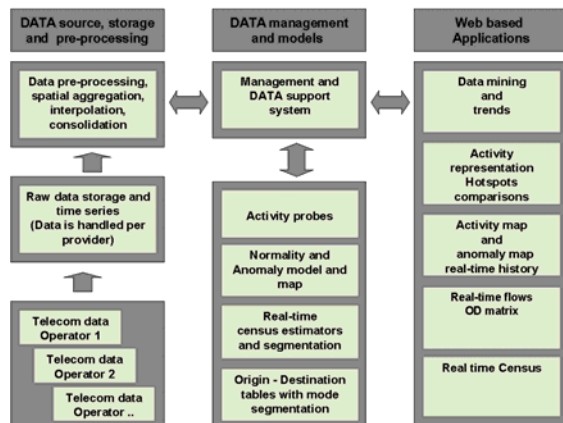 DATA source, storage
and pre-processing
Data pre-processing,
spatial aggregation,
interpolation,
consolidation
Raw data storage and
time series
(Data is handled per
provider)
Telecom data
Operator 1
Telecom data
Operator 2
Telecom data
Operator ..
DATA management
and models
Management and
DATA support
system
Activity probes
Normality and
Anomaly model and
map
Real-time
census estimators
and segmentation
Origin - Destination
tables with mode
segmentation
Web based
Applications
Data mining
and
trends
Activity
representation
Hotspots
comparisons
Activity map
and
anomaly map
real-time history
Real-time flows
OD matrix
Real time Census